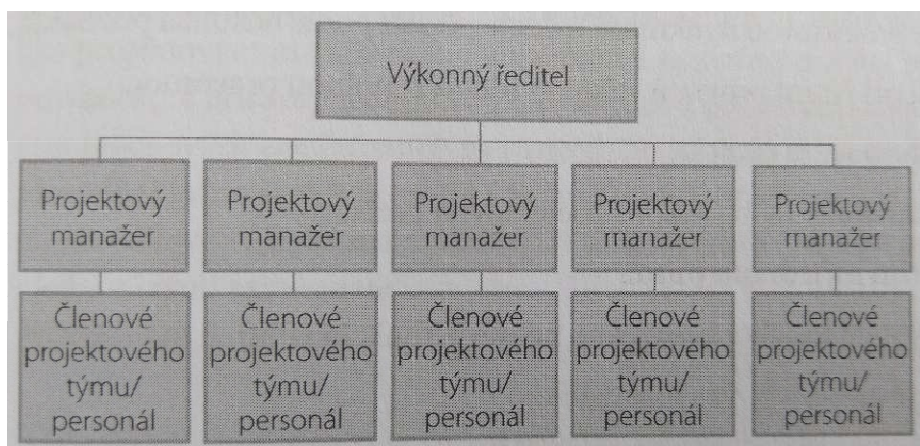 Výkonný ředitel
Projektový
manažer
Projektový
manažer
Projektový
manažer
Projektový
manažer
Projektový
manažer
Členové
projektového
týmu/
personál
Členové
projektového
týmu/
personál
Členové
projektového
týmu/
personál
Členové
projektového
týmu/
personál
Členové
projektového
týmu/
personál